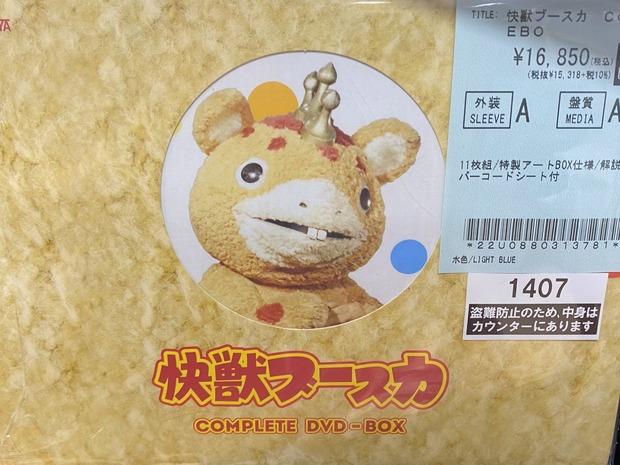 TITLE: 快獣ブースカ CO
EBO
¥16,850(税込)
(税抜¥15,318+税10%)
外装
SLEEVE
A
盤質
MEDIA
A
11枚組/特製アートBOX仕様/解説
バーコードシート付
*22U0880313781*
水色/LIGHT BLUE
1407
盗難防止のため、中身は
カウンターにあります
快獣ブースカ
COMPLETE DVD-BOX